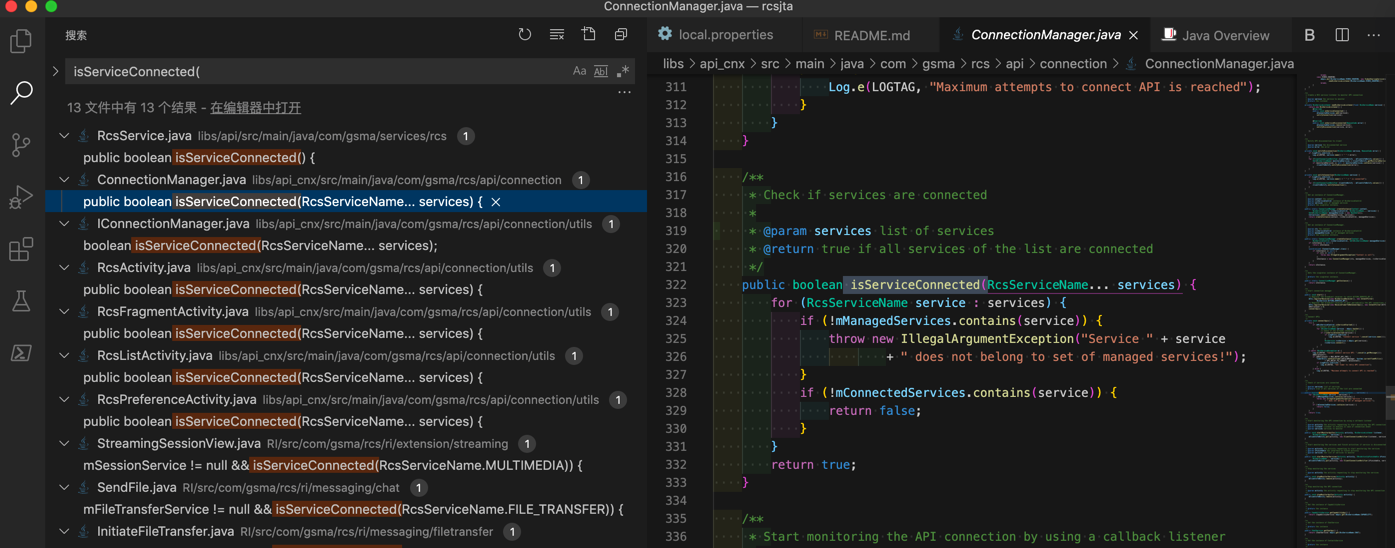 ConnectionManager.java — rcsjta
搜索
isServiceConnected(
Aa Ab .*
13 文件中有 13 个结果 - 在编辑器中打开
RcsService.java libs/api/src/main/java/com/gsma/services/rcs 1
public boolean isServiceConnected() {
ConnectionManager.java libs/api_cnx/src/main/java/com/gsma/rcs/api/connection 1
public boolean isServiceConnected(RcsServiceName... services) {
IConnectionManager.java libs/api_cnx/src/main/java/com/gsma/rcs/api/connection/utils 1
boolean isServiceConnected(RcsServiceName... services);
RcsActivity.java libs/api_cnx/src/main/java/com/gsma/rcs/api/connection/utils 1
public boolean isServiceConnected(RcsServiceName... services) {
RcsFragmentActivity.java libs/api_cnx/src/main/java/com/gsma/rcs/api/connection/utils 1
public boolean isServiceConnected(RcsServiceName... services) {
RcsListActivity.java libs/api_cnx/src/main/java/com/gsma/rcs/api/connection/utils 1
public boolean isServiceConnected(RcsServiceName... services) {
RcsPreferenceActivity.java libs/api_cnx/src/main/java/com/gsma/rcs/api/connection/utils 1
public boolean isServiceConnected(RcsServiceName... services) {
StreamingSessionView.java RI/src/com/gsma/rcs/ri/extension/streaming 1
mSessionService != null && isServiceConnected(RcsServiceName.MULTIMEDIA)) {
SendFile.java RI/src/com/gsma/rcs/ri/messaging/chat 1
mFileTransferService != null && isServiceConnected(RcsServiceName.FILE_TRANSFER)) {
InitiateFileTransfer.java RI/src/com/gsma/rcs/ri/messaging/filetransfer 1
local.properties README.md ConnectionManager.java Java Overview B
libs > api_cnx > src > main > java > com > gsma > rcs > api > connection > ConnectionManager.java
311 Log.e(LOGTAG, "Maximum attempts to connect API is reached");
312 }
313 }
314 }
315
316 /**
317 * Check if services are connected
318 *
319 * @param services list of services
320 * @return true if all services of the list are connected
321 */
322 public boolean isServiceConnected(RcsServiceName... services) {
323 for (RcsServiceName service : services) {
324 if (!mManagedServices.contains(service)) {
325 throw new IllegalArgumentException("Service " + service
326 + " does not belong to set of managed services!");
327 }
328 if (!mConnectedServices.contains(service)) {
329 return false;
330 }
331 }
332 return true;
333 }
334
335 /**
336 * Start monitoring the API connection by using a callback listener